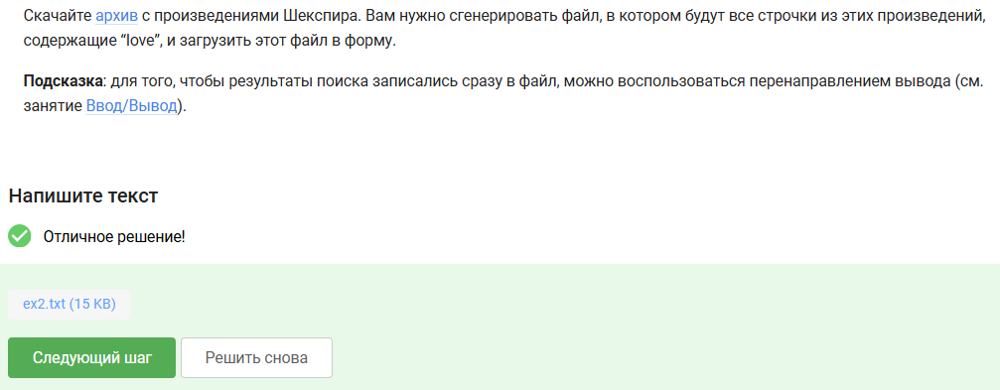 Скачайте архив с произведениями Шекспира. Вам нужно сгенерировать файл, в котором будут все строчки из этих произведений,
содержащие “love”, и загрузить этот файл в форму.
Подсказка: для того, чтобы результаты поиска записались сразу в файл, можно воспользоваться перенаправлением вывода (см.
занятие Ввод/Вывод).
Напишите текст
Отличное решение!
ex2.txt (15 KB)
Следующий шаг
Решить снова